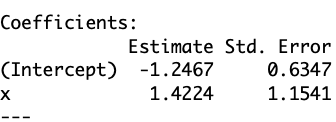 Coefficients:
Estimate Std. Error
(Intercept) -1.2467 0.6347
x 1.4224 1.1541
---